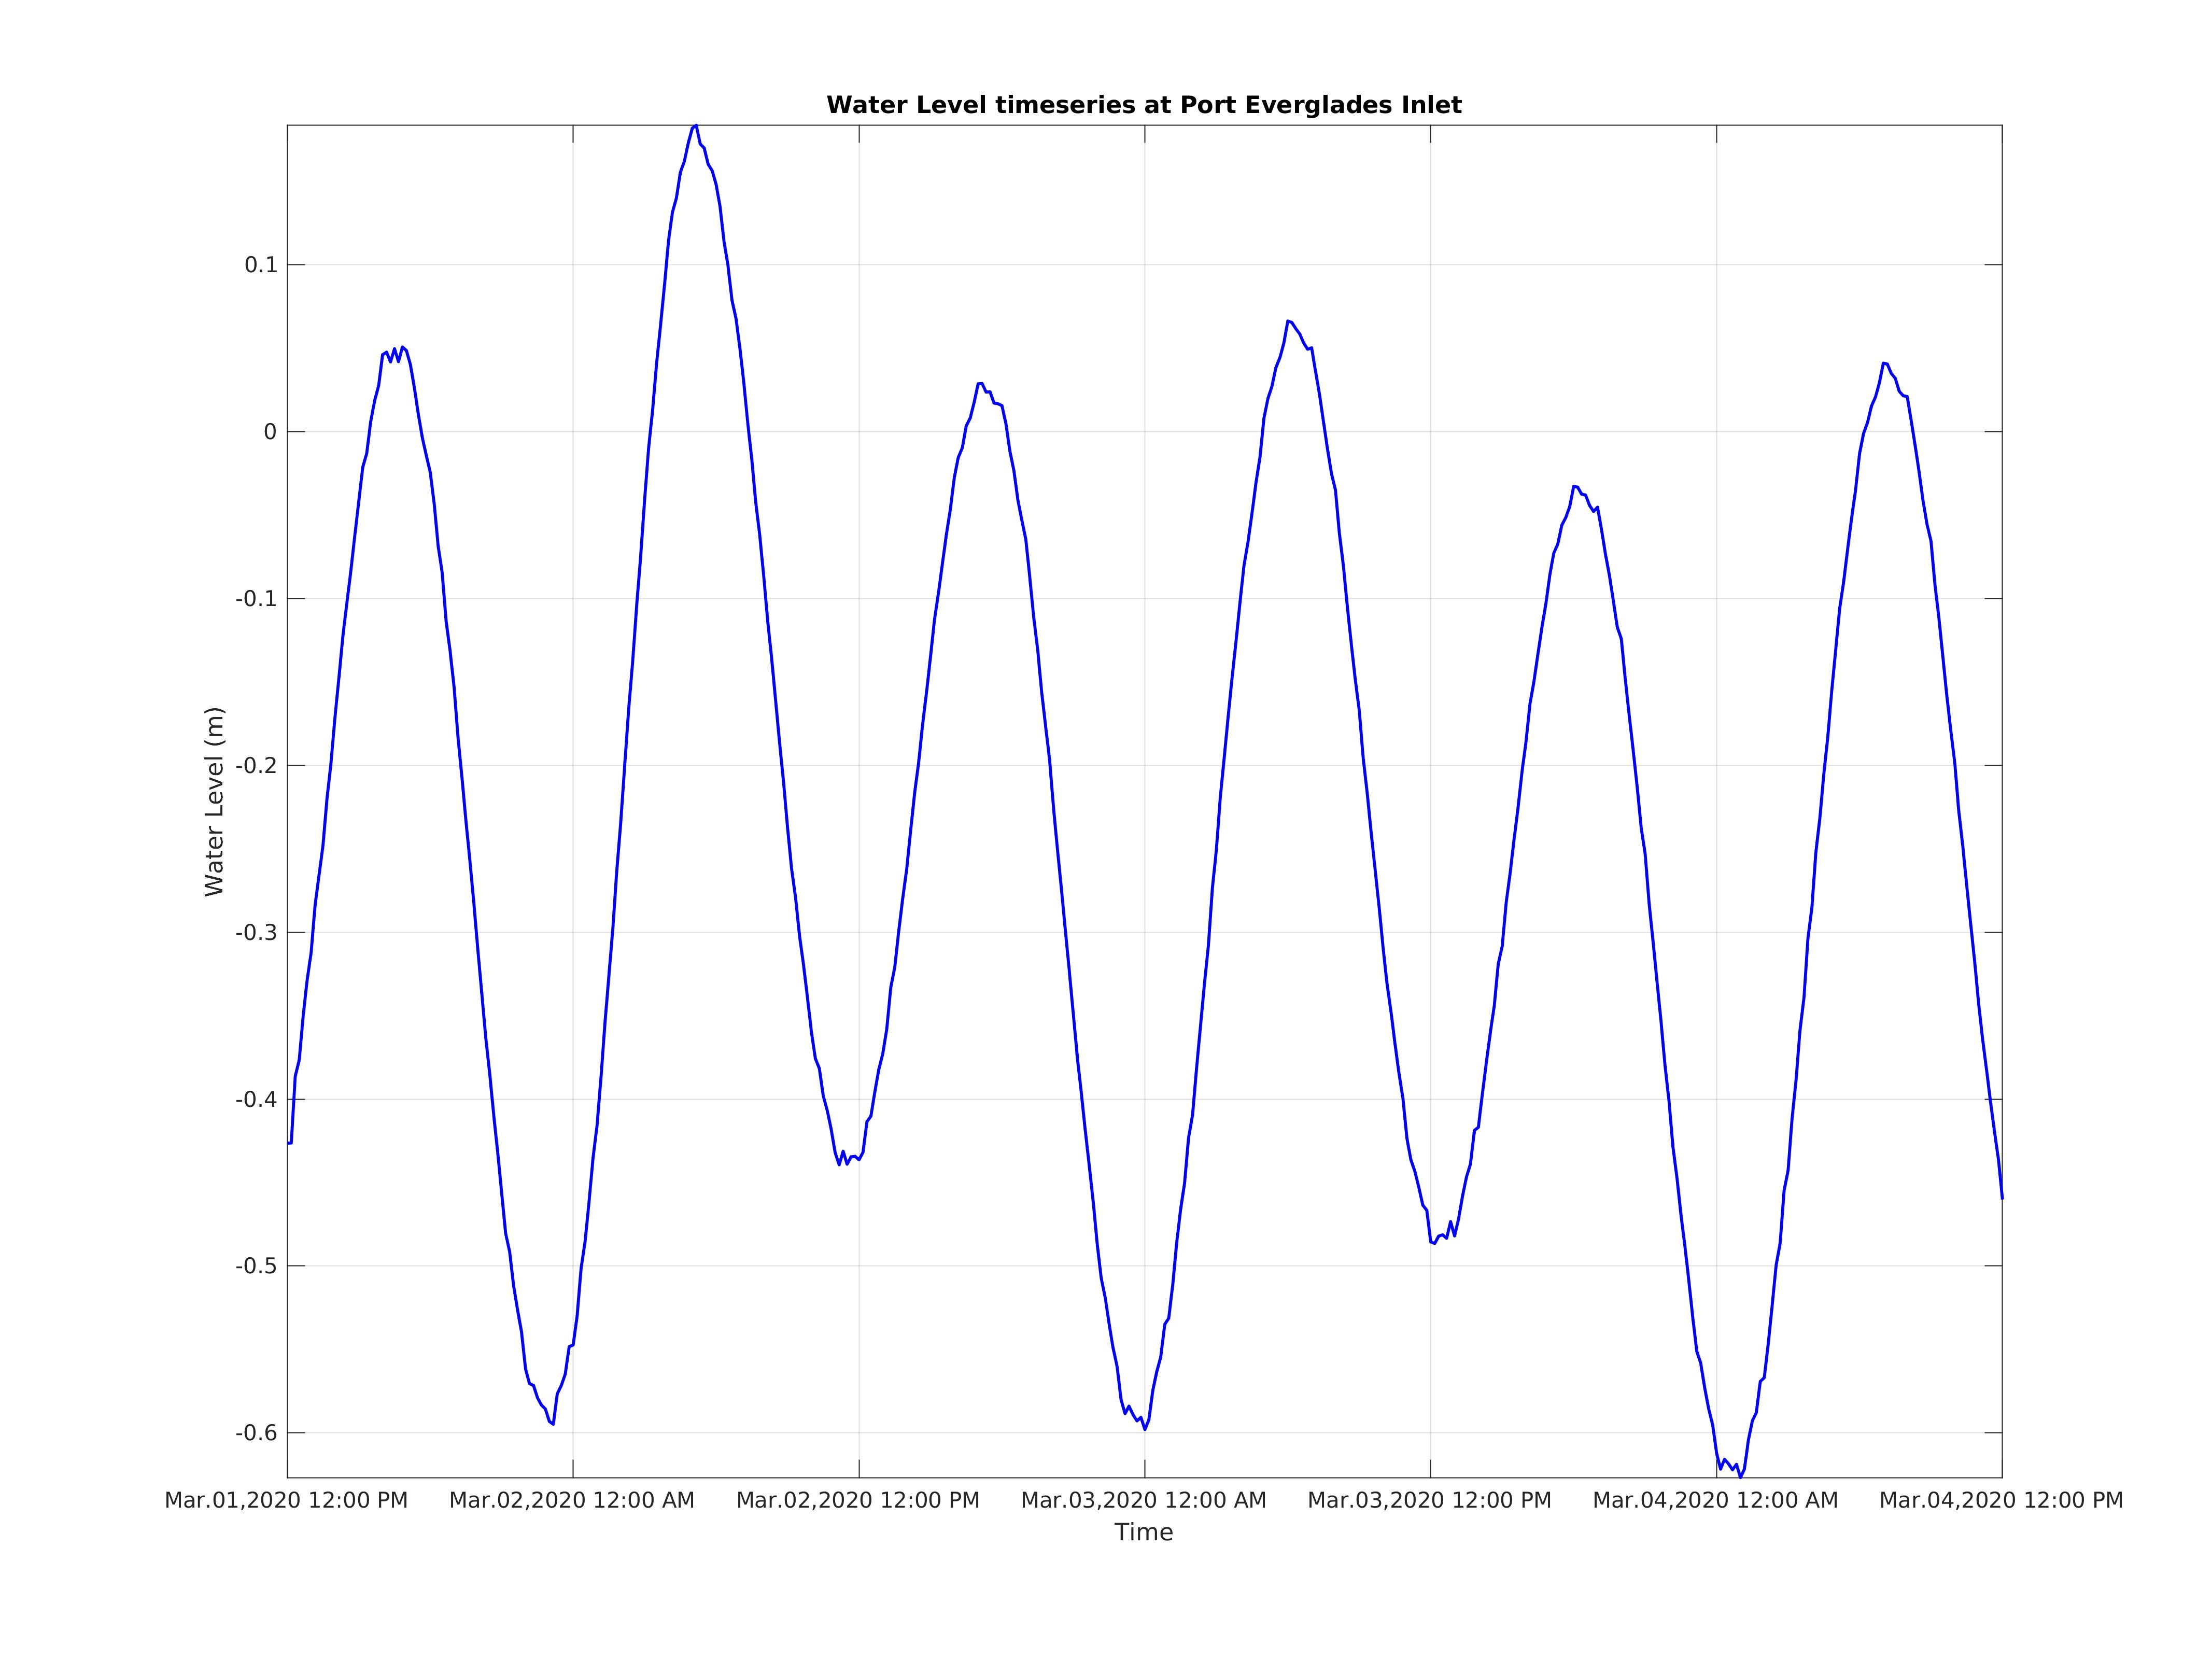 Water Level timeseries at Port Everglades Inlet
0.1
0
-0.1
-0.2
-0.3
-0.4
-0.5
-0.6
Water Level (m)
Mar.01,2020 12:00 PM Mar.02,2020 12:00 AM Mar.02,2020 12:00 PM Mar.03,2020 12:00 AM Mar.03,2020 12:00 PM Mar.04,2020 12:00 AM Mar.04,2020 12:00 PM
Time